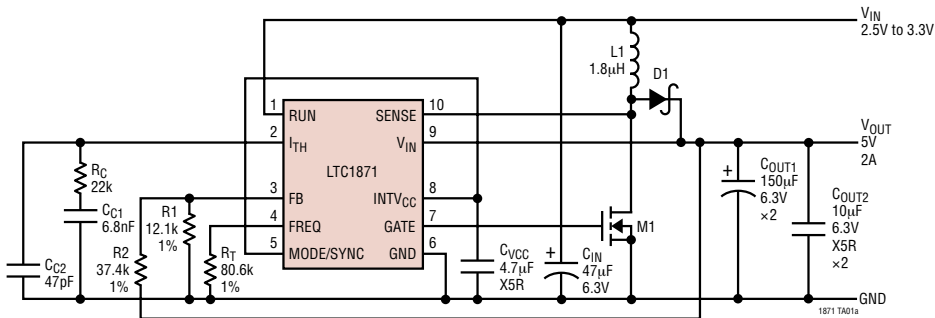 VIN
2.5V to 3.3V
L1
1.8µH
D1
1
RUN
SENSE
10
2
ITH
VIN
9
LTC1871
VOUT
5V
2A
RC
22k
CC1
6.8nF
R1
12.1k
1%
3
FB
INTVCC
8
4
FREQ
GATE
7
5
MODE/SYNC
GND
6
M1
COUT1
150µF
6.3V
×2
+
COUT2
10µF
6.3V
X5R
×2
CC2
47pF
R2
37.4k
1%
RT
80.6k
1%
CVCC
4.7µF
X5R
+
CIN
47µF
6.3V
GND
1871 TA01a